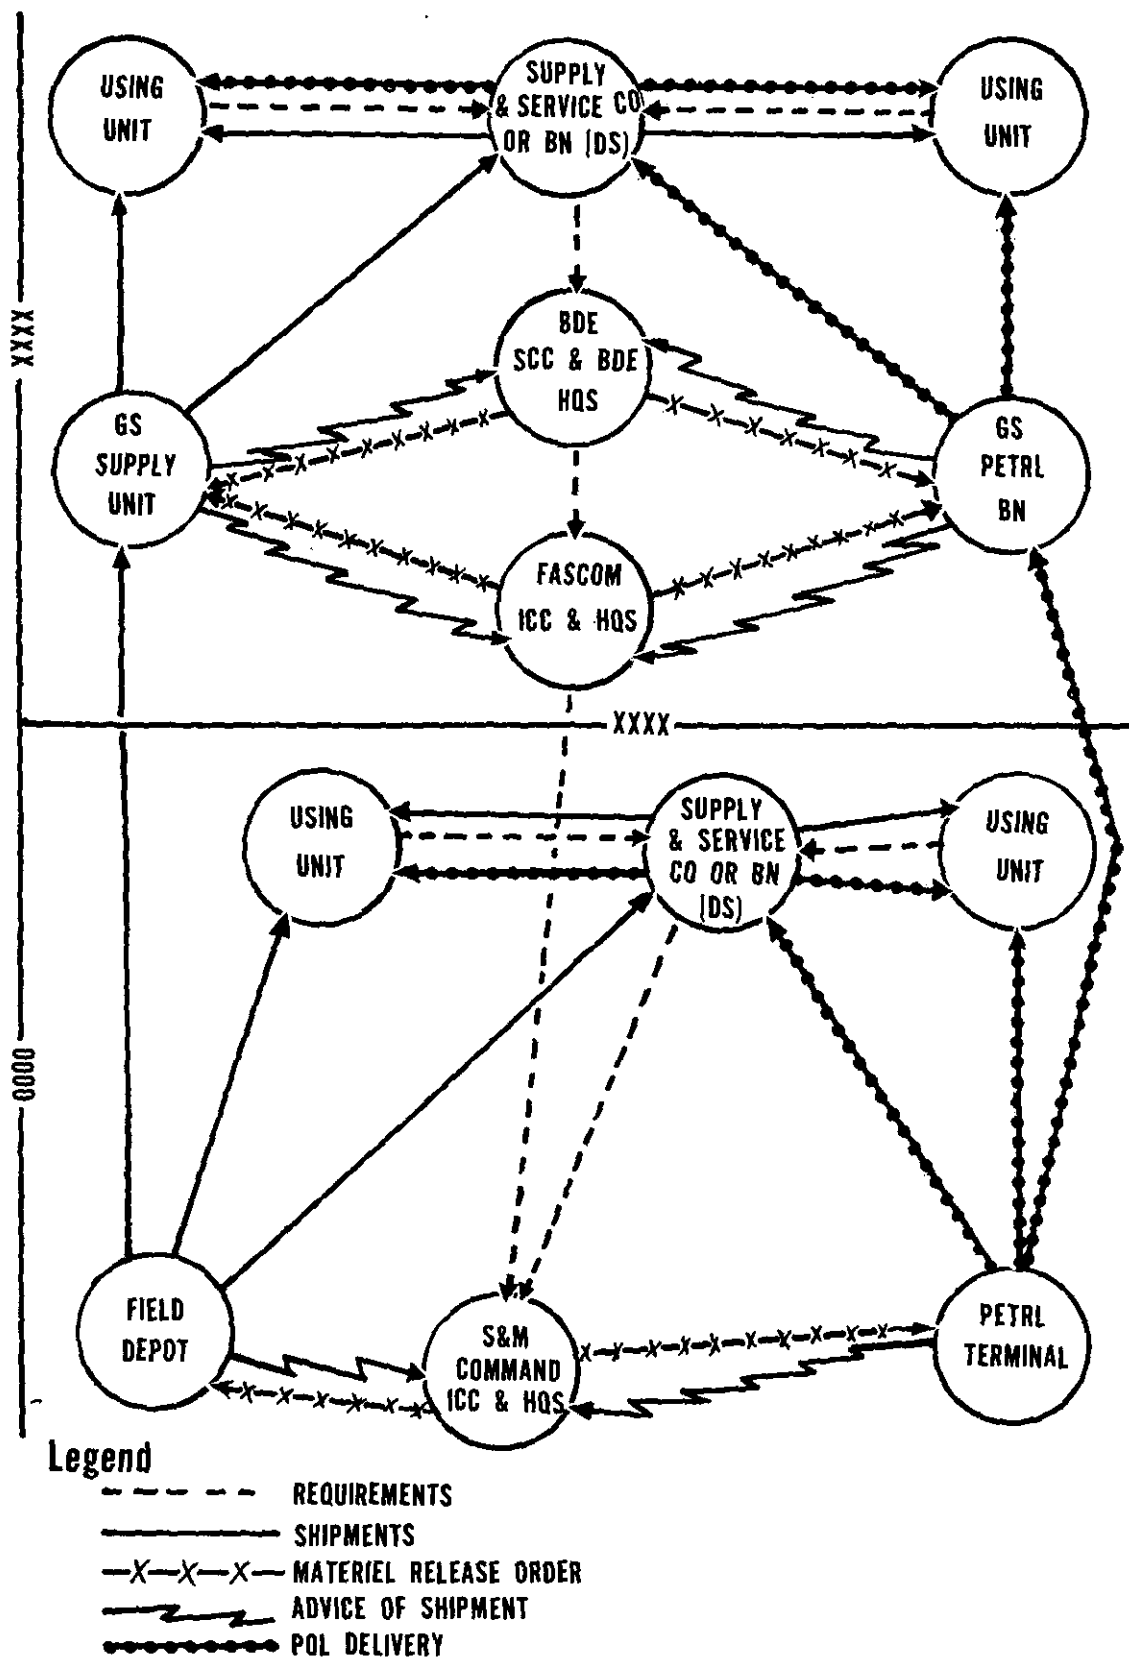 USING
UNIT
SUPPLY
& SERVICE CO
OR BN (DS)
USING
UNIT
XXXX
BDE
SCC & BDE
HQS
GS
SUPPLY
UNIT
GS
PETRL
BN
FASCOM
ICC & HQS
XXXX
USING
UNIT
SUPPLY
& SERVICE
CO OR BN
(DS)
USING
UNIT
OOOO
FIELD
DEPOT
S&M
COMMAND
ICC & HQS
PETRL
TERMINAL
Legend
REQUIREMENTS
SHIPMENTS
MATERIEL RELEASE ORDER
ADVICE OF SHIPMENT
POL DELIVERY